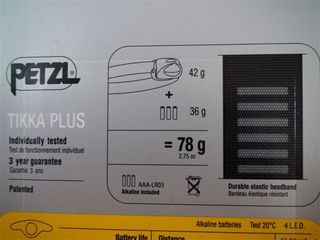 PETZL
TIKKA PLUS
Individually tested
Test de fonctionnement individuel
3 year guarantee
Garantie 3 ans
Patented
42 g
+
36 g
= 78 g
2,75 oz
AAA-LR03
Alkaline included
Durable elastic headband
Bandeau élastique résistant
Alkaline batteries Test 20°C 4 L.E.D.
Battery life Distance